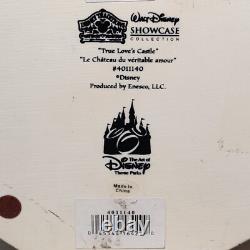 WALT DISNEY
SHOWCASE
COLLECTION
"True Love's Castle"
"Le Château du véritable amour"
#4011140
©Disney
Produced by Enesco, LLC.
The Art of
DISNEY
Theme Parks
Made in
China
4011140
ebay